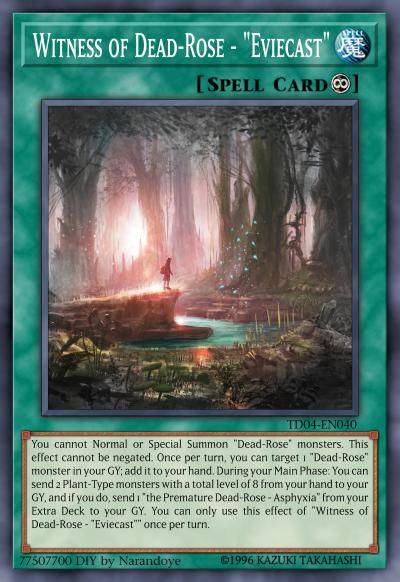 Witness of Dead-Rose - "Eviecast"
SPELL
魔
[Spell Card]
TD04-EN040
You cannot Normal or Special Summon "Dead-Rose" monsters. This
effect cannot be negated. Once per turn, you can target 1 "Dead-Rose"
monster in your GY; add it to your hand. During your Main Phase: You can
send 2 Plant-Type monsters with a total level of 8 from your hand to your
GY, and if you do, send 1 "the Premature Dead-Rose - Asphyxia" from your
Extra Deck to your GY. You can only use this effect of "Witness of
Dead-Rose - "Eviecast"" once per turn.
77507700 DIY by Narandoye
©1996 KAZUKI TAKAHASHI